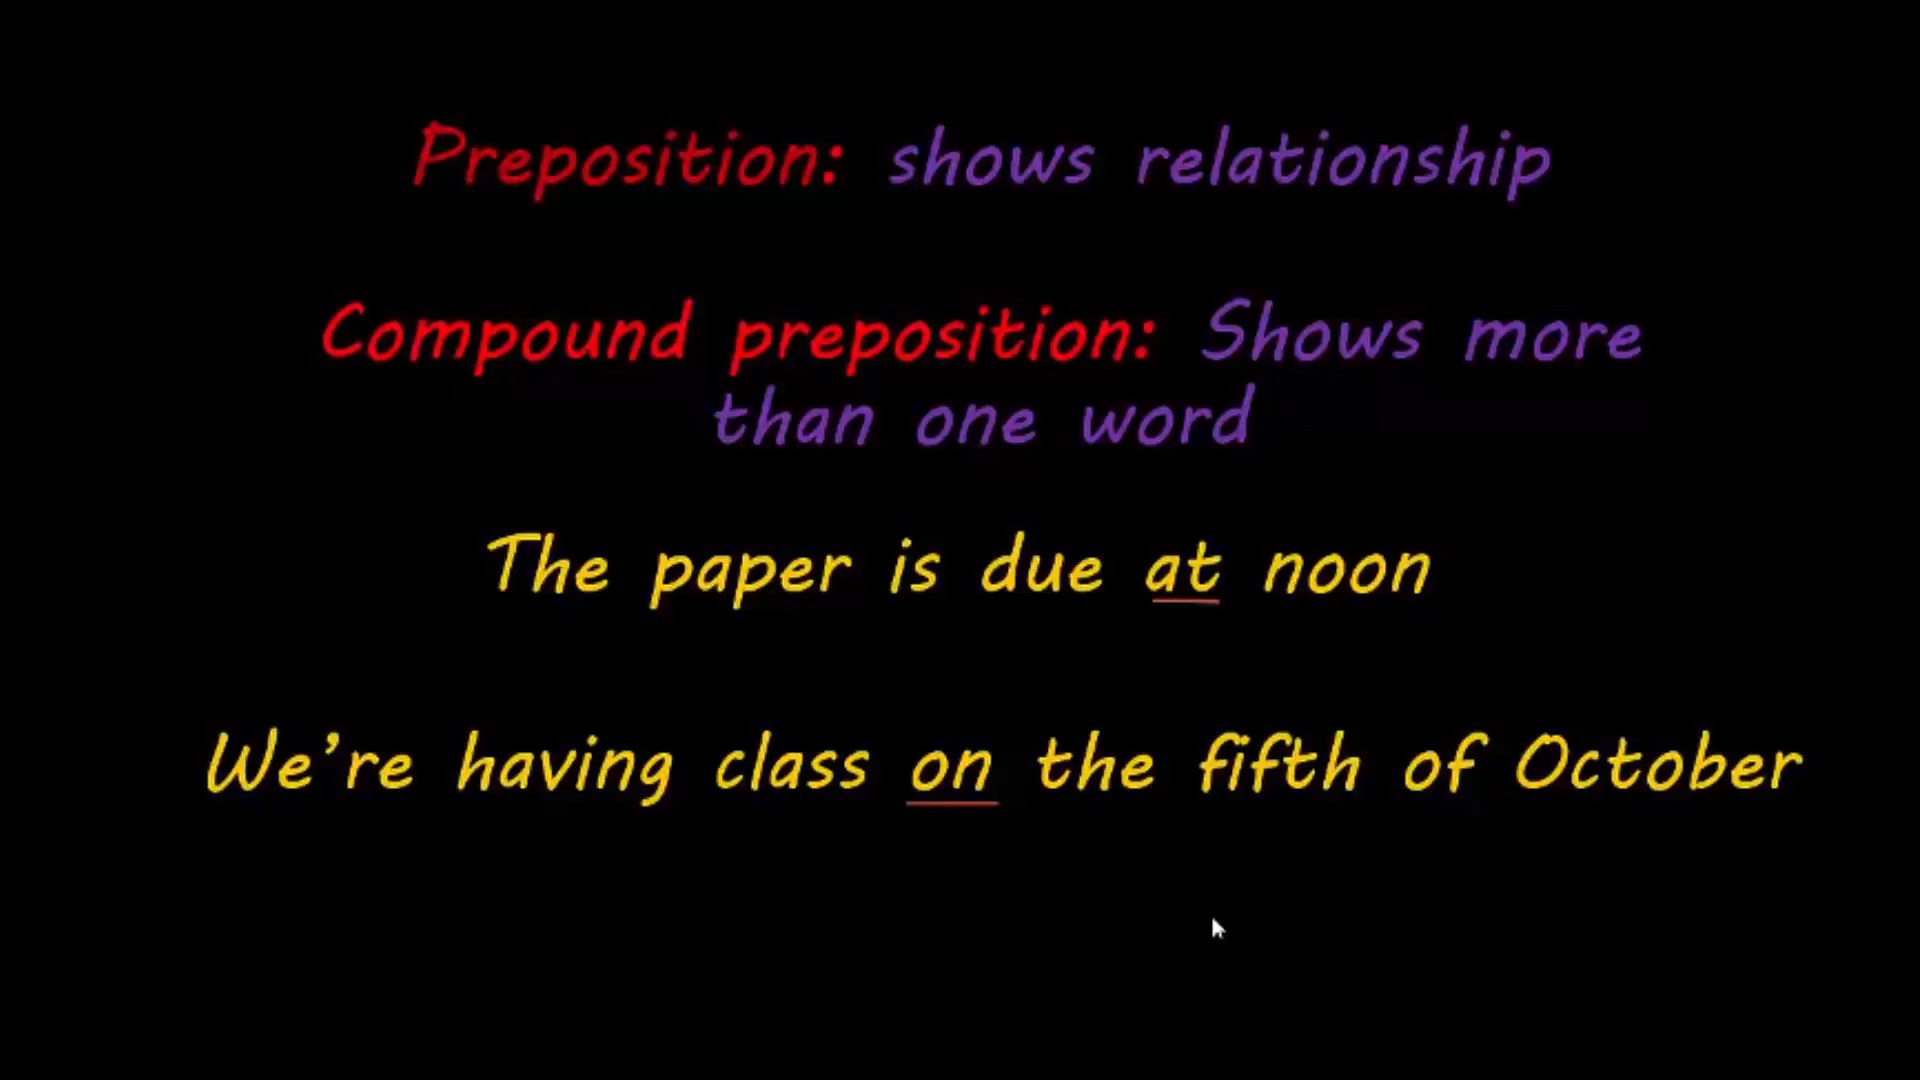 Preposition: shows relationship
Compound preposition: Shows more
than one word
The paper is due at noon
We're having class on the fifth of October